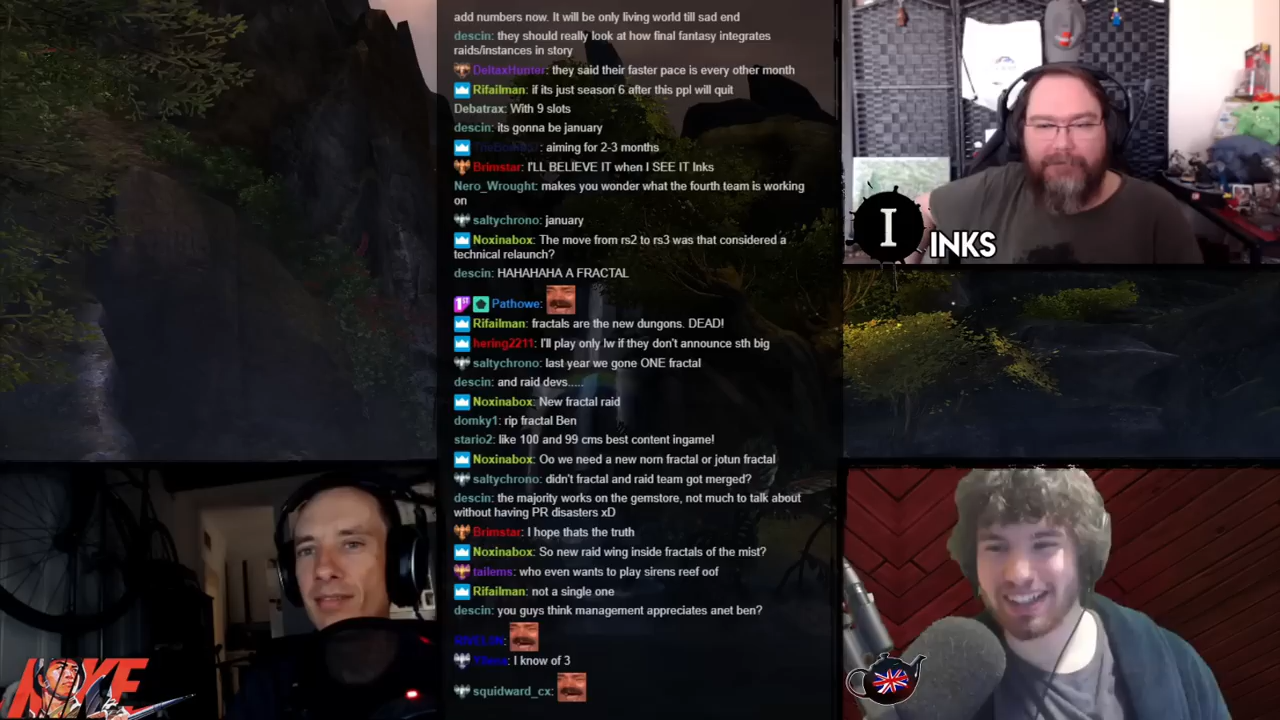 add numbers now. It will be only living world till sad end
descin: they should really look at how final fantasy integrates
raids/instances in story
DeltaxHunter: they said their faster pace is every other month
Rifailman: if its just season 6 after this ppl will quit
Debatrax: With 9 slots
descin: its gonna be january
: aiming for 2-3 months
Brimstar: I'LL BELIEVE IT when I SEE IT Inks
Nero_Wrought: makes you wonder what the fourth team is working
on
saltychrono: january
Noxinabox: The move from rs2 to rs3 was that considered a
technical relaunch?
descin: HAHAHAHA A FRACTAL
1ST Pathowe:
Rifailman: fractals are the new dungons. DEAD!
hering2211: I'll play only lw if they don't announce sth big
saltychrono: last year we gone ONE fractal
descin: and raid devs.....
Noxinabox: New fractal raid
domky1: rip fractal Ben
stario2: like 100 and 99 cms best content ingame!
Noxinabox: Oo we need a new norn fractal or jotun fractal
saltychrono: didn't fractal and raid team got merged?
descin: the majority works on the gemstore, not much to talk about
without having PR disasters xD
Brimstar: I hope thats the truth
Noxinabox: So new raid wing inside fractals of the mist?
tailems: who even wants to play sirens reef oof
Rifailman: not a single one
descin: you guys think management appreciates anet ben?
: I know of 3
squidward_cx:
I INKS